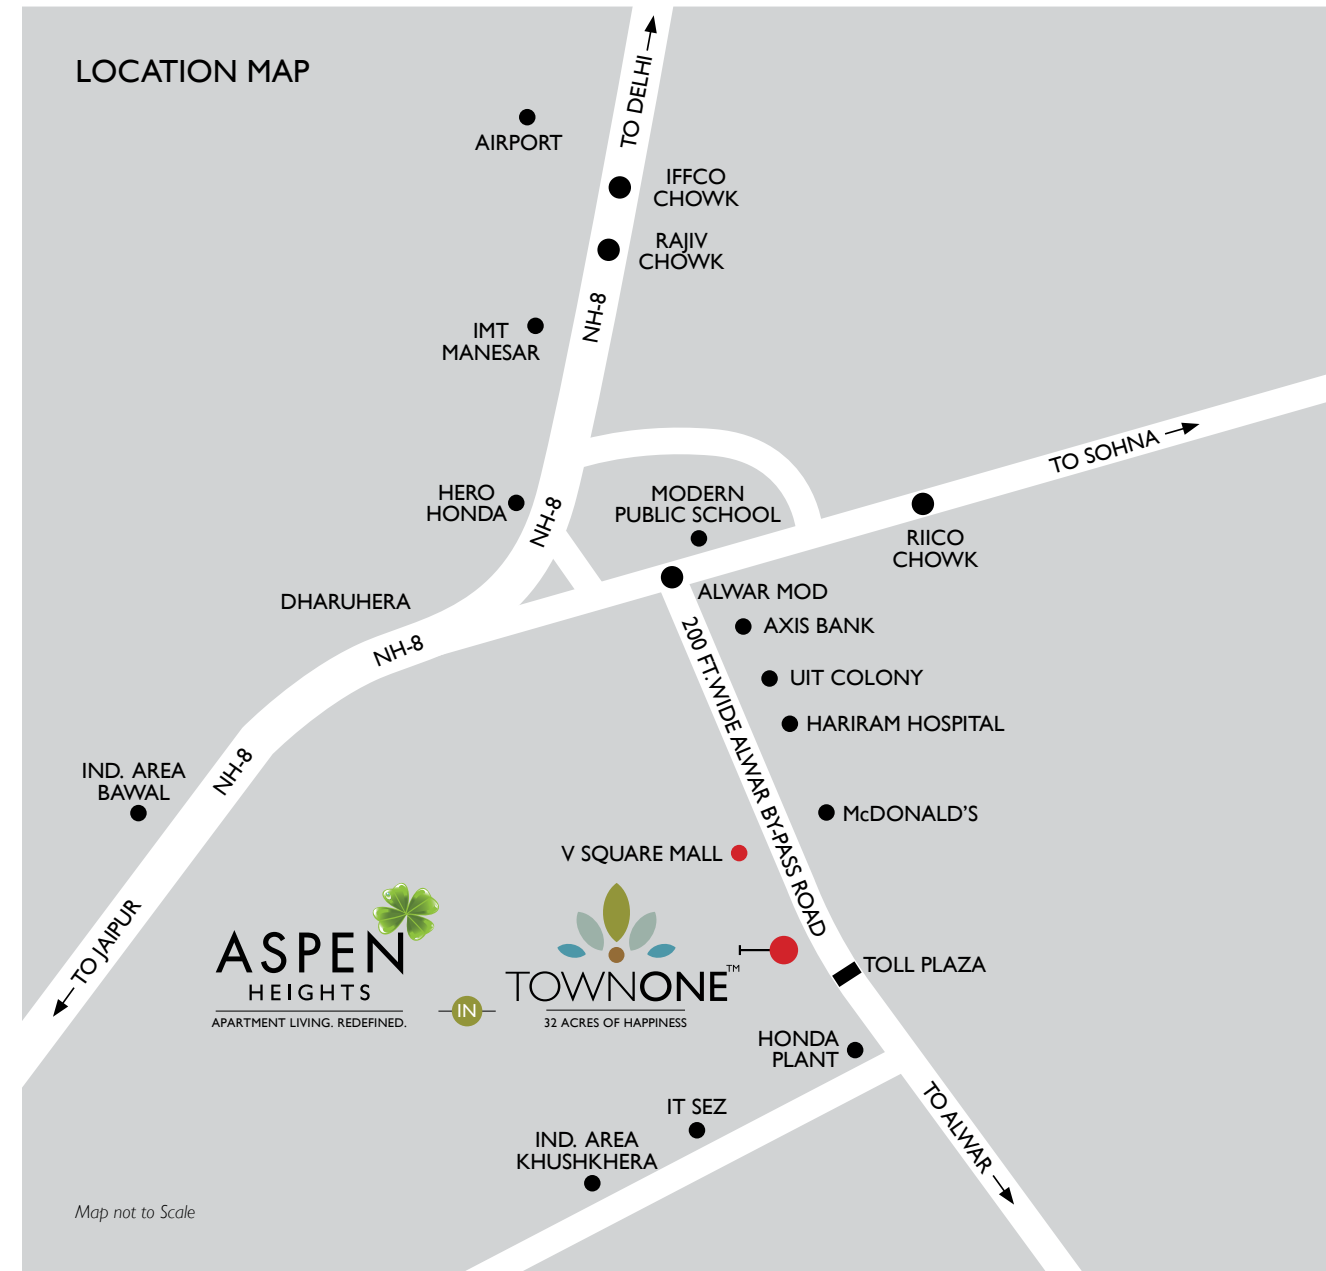 LOCATION MAP
TO DELHI
AIRPORT
IFFCO
CHOWK
RAJIV
CHOWK
NH-8
IMT
MANESAR
TO SOHNA
HERO
HONDA
NH-8
MODERN
PUBLIC SCHOOL
RIICO
CHOWK
ALWAR MOD
DHARUHERA
NH-8
AXIS BANK
200 FT.WIDE ALWAR BY-PASS ROAD
UIT COLONY
HARIRAM HOSPITAL
NH-8
IND. AREA
BAWAL
McDONALD'S
V SQUARE MALL
TO JAIPUR
ASPEN
HEIGHTS
APARTMENT LIVING. REDEFINED.
IN
TOWNONE™
32 ACRES OF HAPPINESS
TOLL PLAZA
HONDA
PLANT
TO ALWAR
IT SEZ
IND. AREA
KHUSHKHERA
Map not to Scale